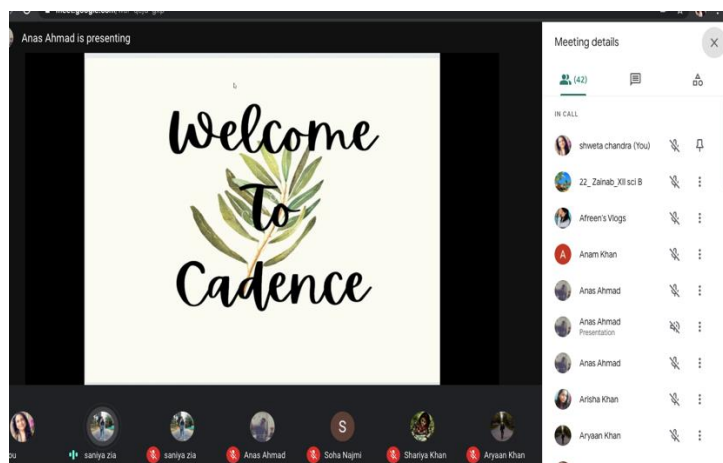 Anas Ahmad is presenting
Welcome
To
Cadence
Meeting details
(42)
IN CALL
shweta chandra (You)
22_ Zainab_XII sci B
Afreen's Vlogs
A
Anam Khan
Anas Ahmad
Anas Ahmad
Presentation
Anas Ahmad
Arisha Khan
Aryaan Khan
saniya zia
saniya zia
Anas Ahmad
S
Soha Najmi
Shariya Khan
Aryaan Khan